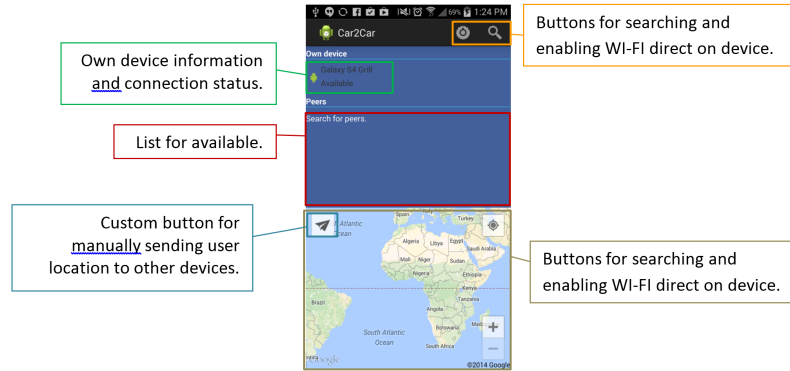 69% 1:24 PM
Car2Car
Own device
Galaxy S4 Grill
Available
Peers
Search for peers.
Own device information
and connection status.
List for available.
Custom button for
manually sending user
location to other devices.
Buttons for searching and
enabling WI-FI direct on device.
Buttons for searching and
enabling WI-FI direct on device.
Spain
Italy
Turkey
Atlantic
Ocean
Algeria
Libya
Egypt
Saudi Arabia
Mali
Niger
Sudan
Nigeria
Ethiopia
Kenya
Tanzania
Brazil
Angola
Botswana
South Atlantic
Ocean
South Africa
Google
©2014 Google